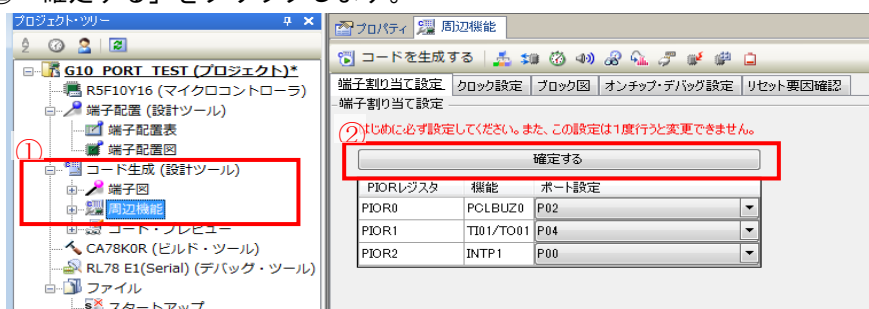 確定する」をクリックします。
プロジェクト・ツリー
G10_PORT_TEST (プロジェクト)*
R5F10Y16 (マイクロコントローラ)
端子配置 (設計ツール)
端子配置表
端子配置図
①
コード生成 (設計ツール)
端子図
周辺機能
コード・プレビュー
CA78K0R (ビルド・ツール)
RL78 E1(Serial) (デバッグ・ツール)
ファイル
スタートアップ
プロパティ 周辺機能
コードを生成する
端子割り当て設定 クロック設定 ブロック図 オンチップ・デバッグ設定 リセット要因確認
端子割り当て設定
②
はじめに必ず設定してください。また、この設定は1度行うと変更できません。
確定する
PIORレジスタ 機能 ポート設定
PIOR0 PCLBUZ0 P02
PIOR1 TI01/TO01 P04
PIOR2 INTP1 P00